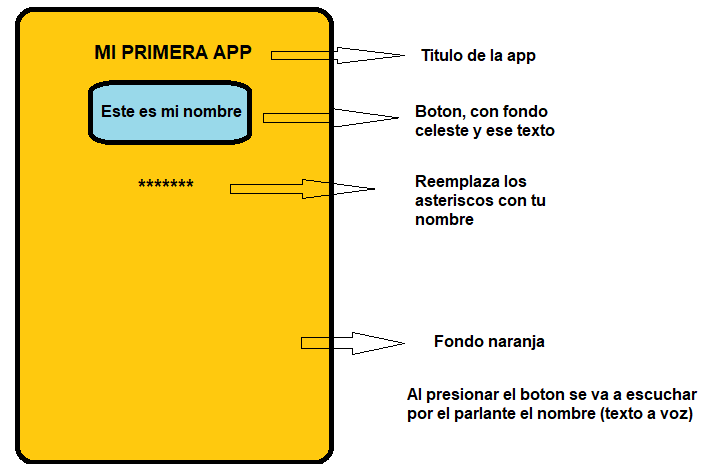 MI PRIMERA APP
Titulo de la app
Este es mi nombre
Boton, con fondo
celeste y ese texto
*******
Reemplaza los
asteriscos con tu
nombre
Fondo naranja
Al presionar el boton se va a escuchar
por el parlante el nombre (texto a voz)